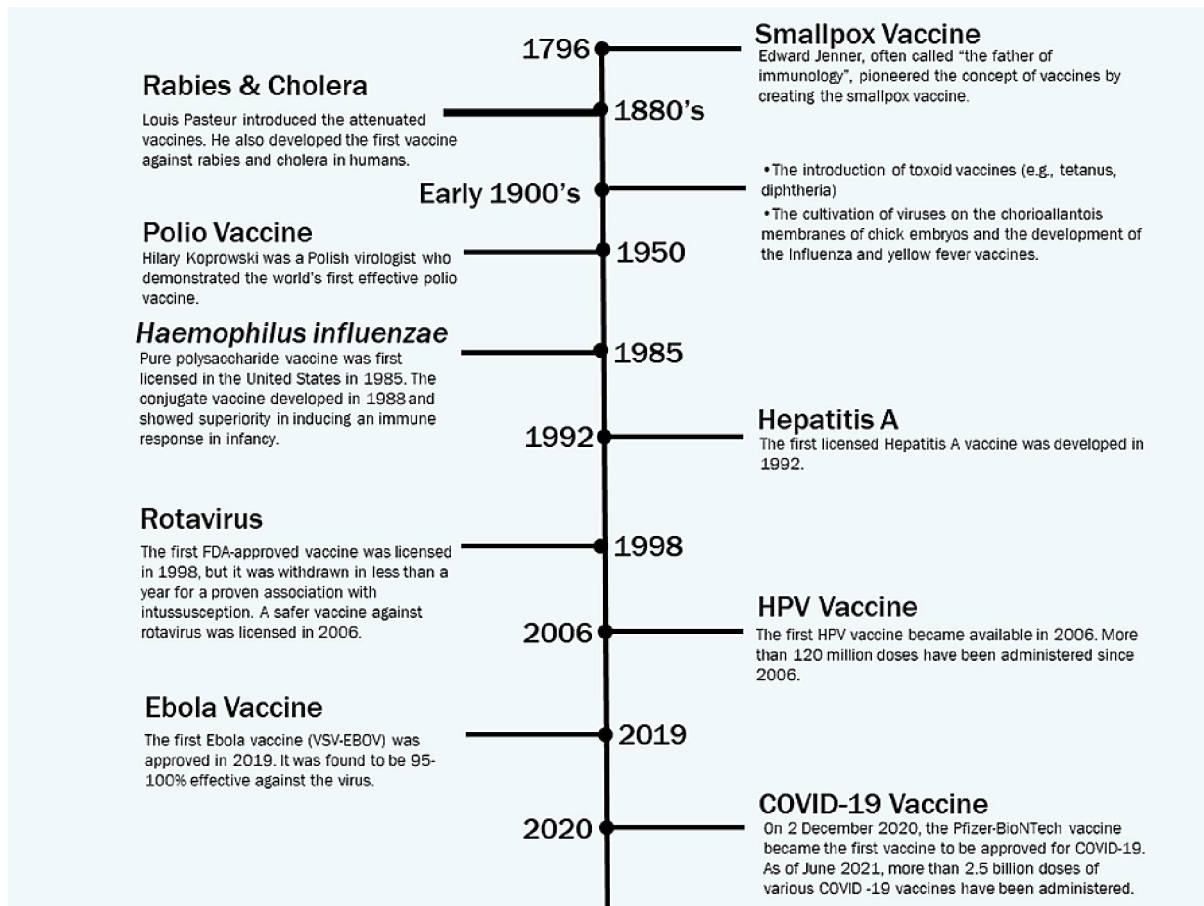 1796
Smallpox Vaccine
Edward Jenner, often called “the father of
immunology”, pioneered the concept of vaccines by
creating the smallpox vaccine.
Rabies & Cholera
Louis Pasteur introduced the attenuated
vaccines. He also developed the first vaccine
against rabies and cholera in humans.
1880’s
Early 1900’s
•The introduction of toxoid vaccines (e.g., tetanus,
diphtheria)
•The cultivation of viruses on the chorioallantois
membranes of chick embryos and the development of
the Influenza and yellow fever vaccines.
Polio Vaccine
Hilary Koprowski was a Polish virologist who
demonstrated the world’s first effective polio
vaccine.
1950
Haemophilus influenzae
Pure polysaccharide vaccine was first
licensed in the United States in 1985. The
conjugate vaccine developed in 1988 and
showed superiority in inducing an immune
response in infancy.
1985
1992
Hepatitis A
The first licensed Hepatitis A vaccine was developed in
1992.
Rotavirus
The first FDA-approved vaccine was licensed
in 1998, but it was withdrawn in less than a
year for a proven association with
intussusception. A safer vaccine against
rotavirus was licensed in 2006.
1998
2006
HPV Vaccine
The first HPV vaccine became available in 2006. More
than 120 million doses have been administered since
2006.
Ebola Vaccine
The first Ebola vaccine (VSV-EBOV) was
approved in 2019. It was found to be 95-
100% effective against the virus.
2019
2020
COVID-19 Vaccine
On 2 December 2020, the Pfizer-BioNTech vaccine
became the first vaccine to be approved for COVID-19.
As of June 2021, more than 2.5 billion doses of
various COVID -19 vaccines have been administered.